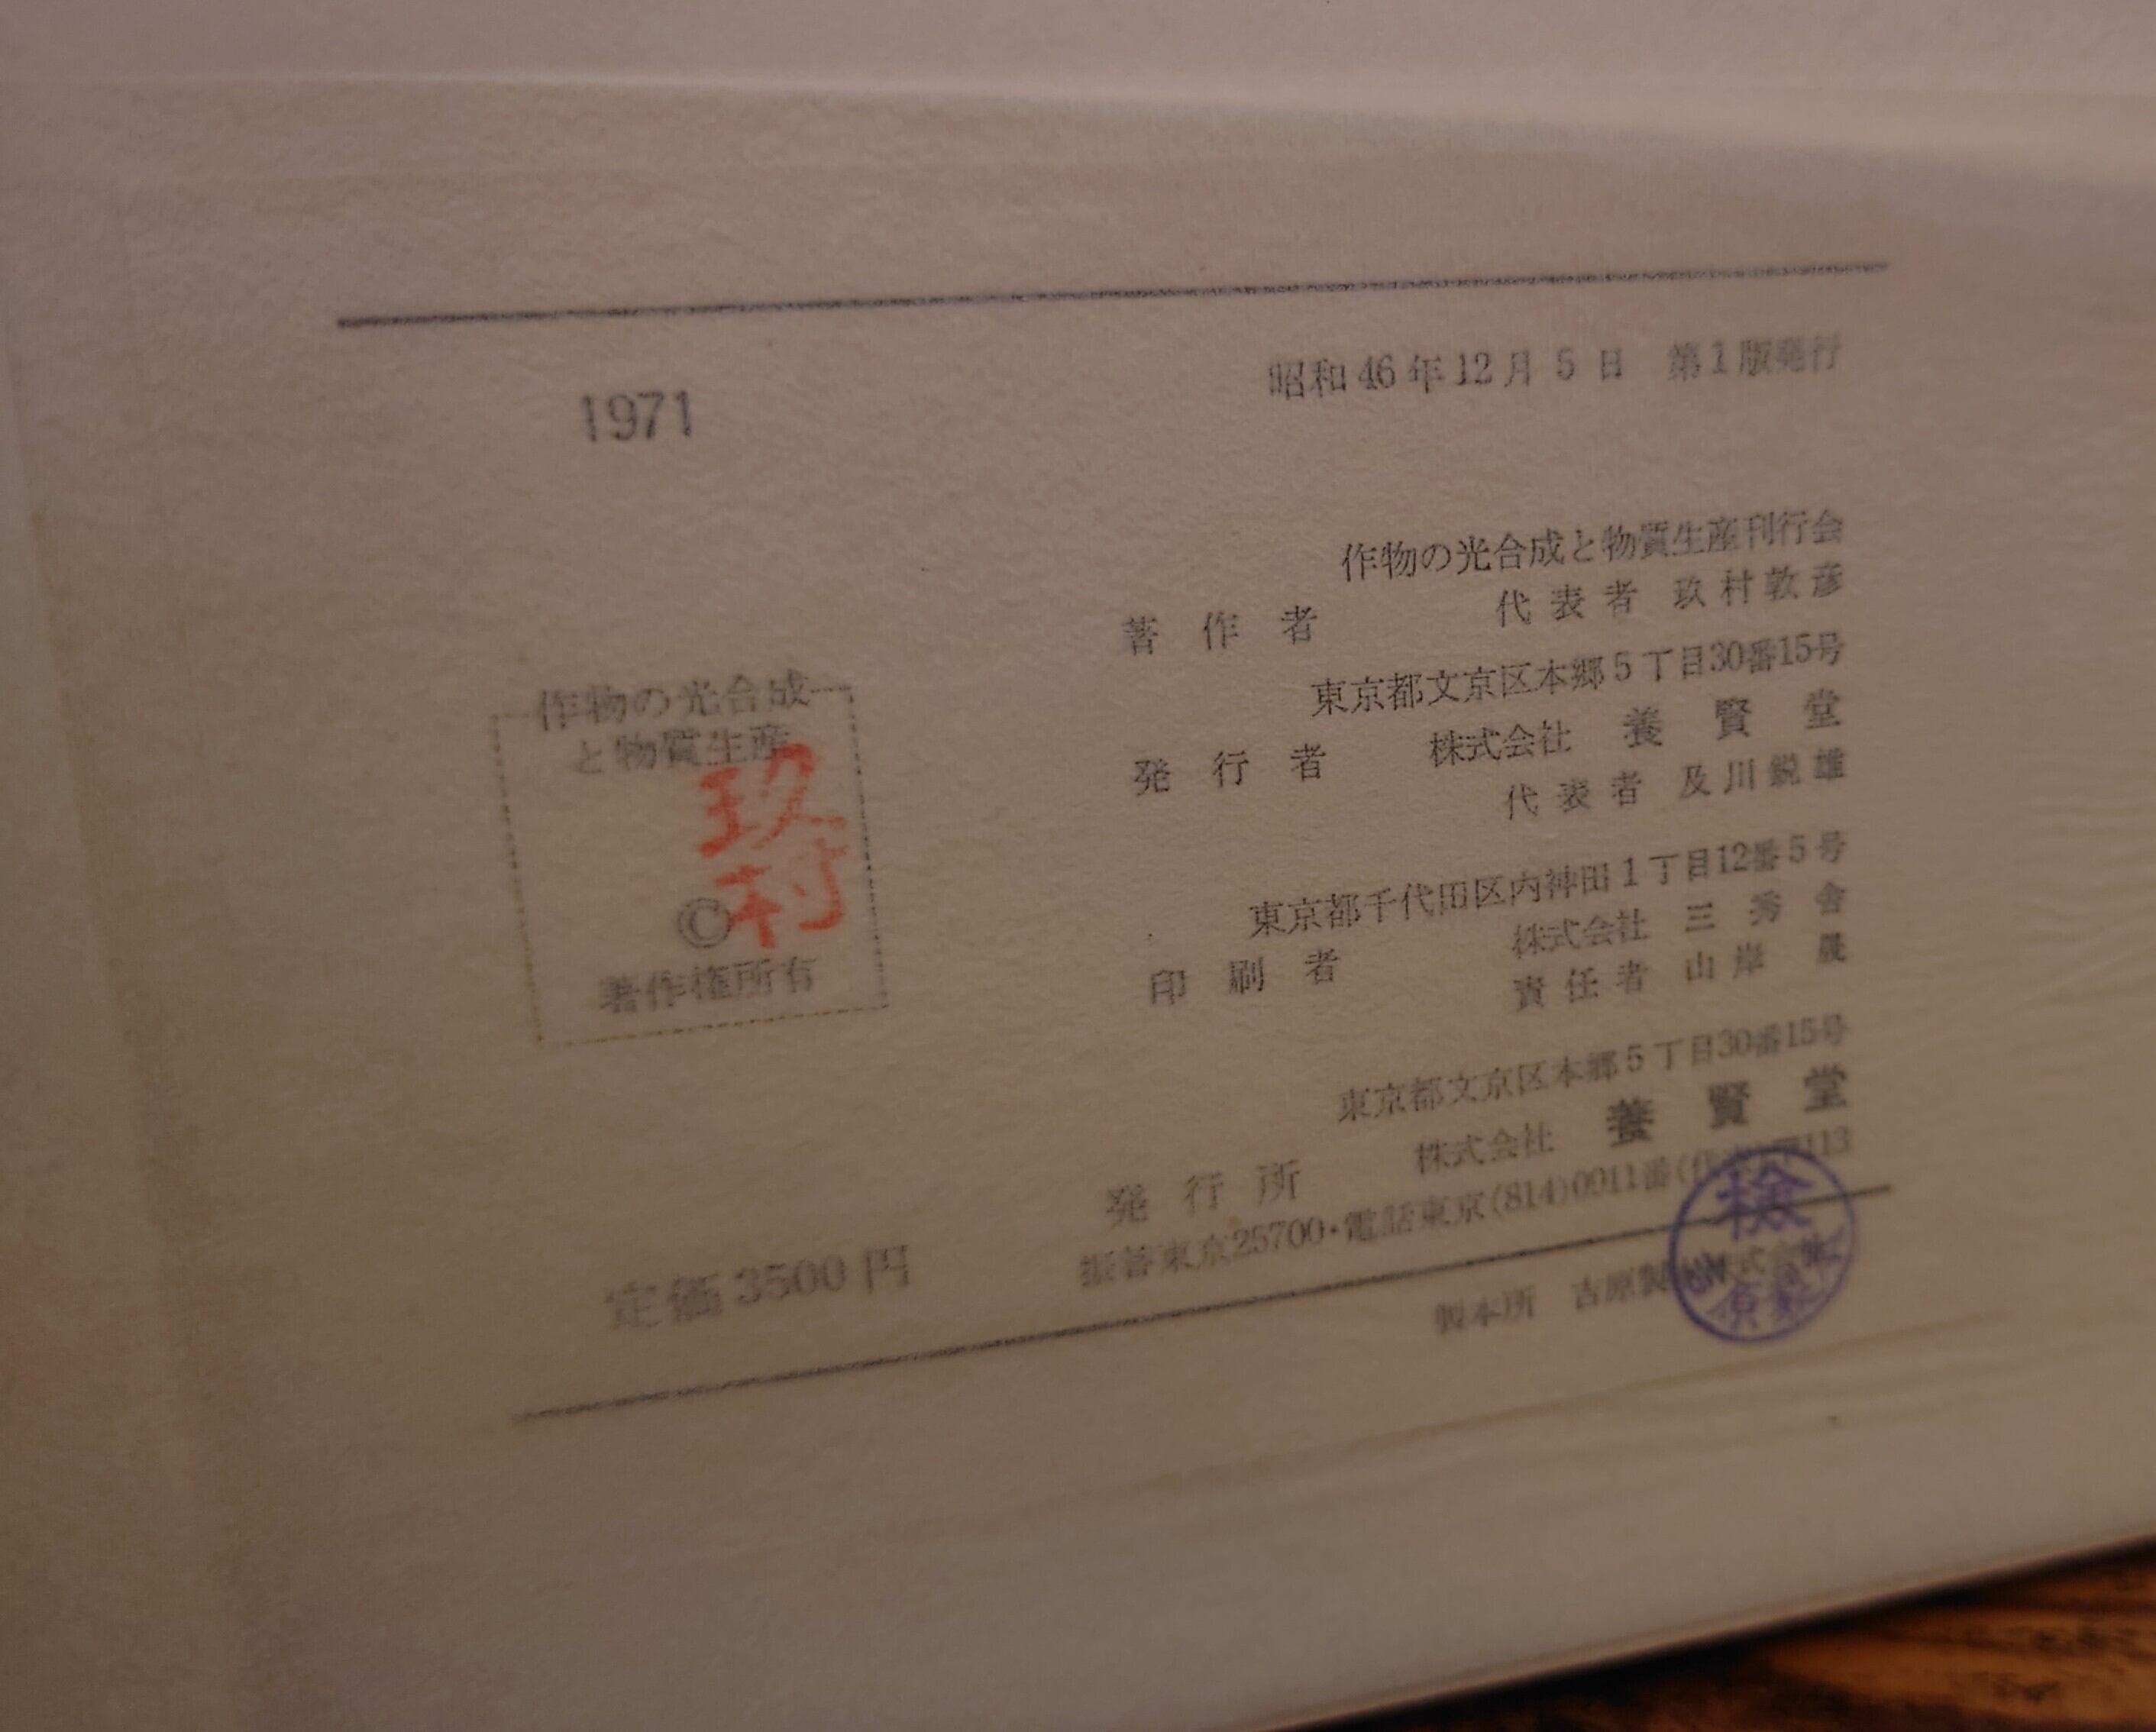 昭和46年12月5日 第1版発行
1971
作物の光合成と物質生産刊行会
著作者 代表者 玖村敦彦
東京都文京区本郷5丁目30番15号
発行者 株式会社 養賢堂
代表者 及川鋭雄
東京都千代田区内神田1丁目12番5号
印刷者 株式会社 三秀舎
責任者 山岸
東京都文京区本郷5丁目30番15号
発行所 株式会社 養賢堂
振替東京25700・電話東京(814)0911番(代 113
製本所 吉原製
作物の光合成
と物質生産
玖村
©
著作権所有
定価3500円
検